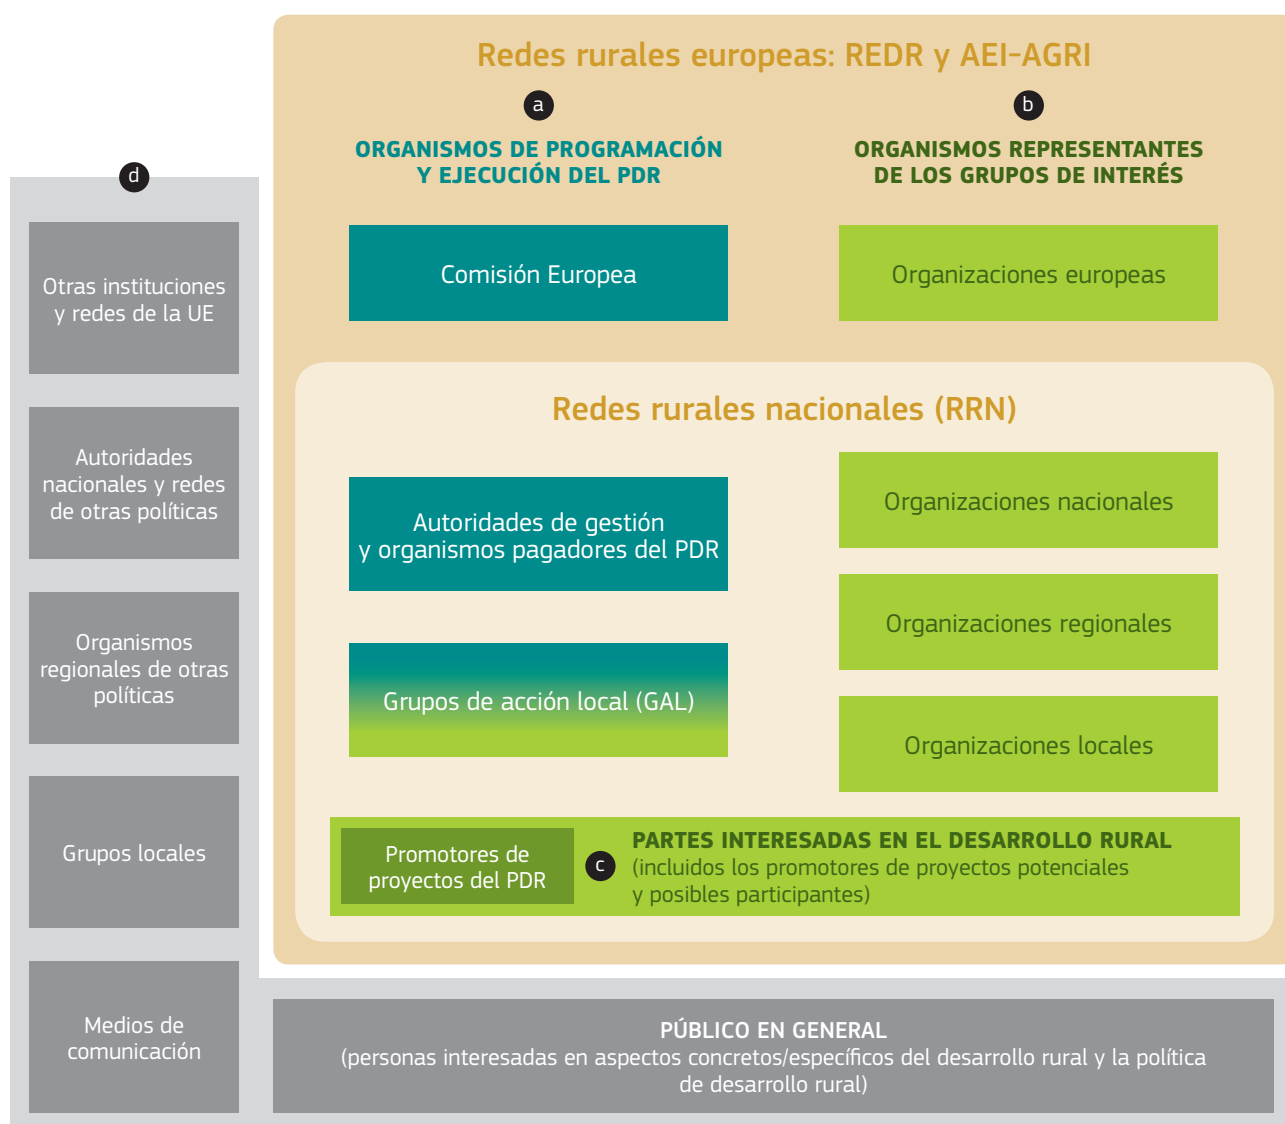 Redes rurales europeas: REDR y AEI-AGRI
a
ORGANISMOS DE PROGRAMACIÓN
Y EJECUCIÓN DEL PDR
b
ORGANISMOS REPRESENTANTES
DE LOS GRUPOS DE INTERÉS
Comisión Europea
Organizaciones europeas
Redes rurales nacionales (RRN)
Autoridades de gestión
y organismos pagadores del PDR
Grupos de acción local (GAL)
Organizaciones nacionales
Organizaciones regionales
Organizaciones locales
Promotores de
proyectos del PDR
c
PARTES INTERESADAS EN EL DESARROLLO RURAL
(incluidos los promotores de proyectos potenciales
y posibles participantes)
d
Otras instituciones
y redes de la UE
Autoridades
nacionales y redes
de otras políticas
Organismos
regionales de otras
políticas
Grupos locales
Medios de
comunicación
PÚBLICO EN GENERAL
(personas interesadas en aspectos concretos/específicos del desarrollo rural y la política
de desarrollo rural)